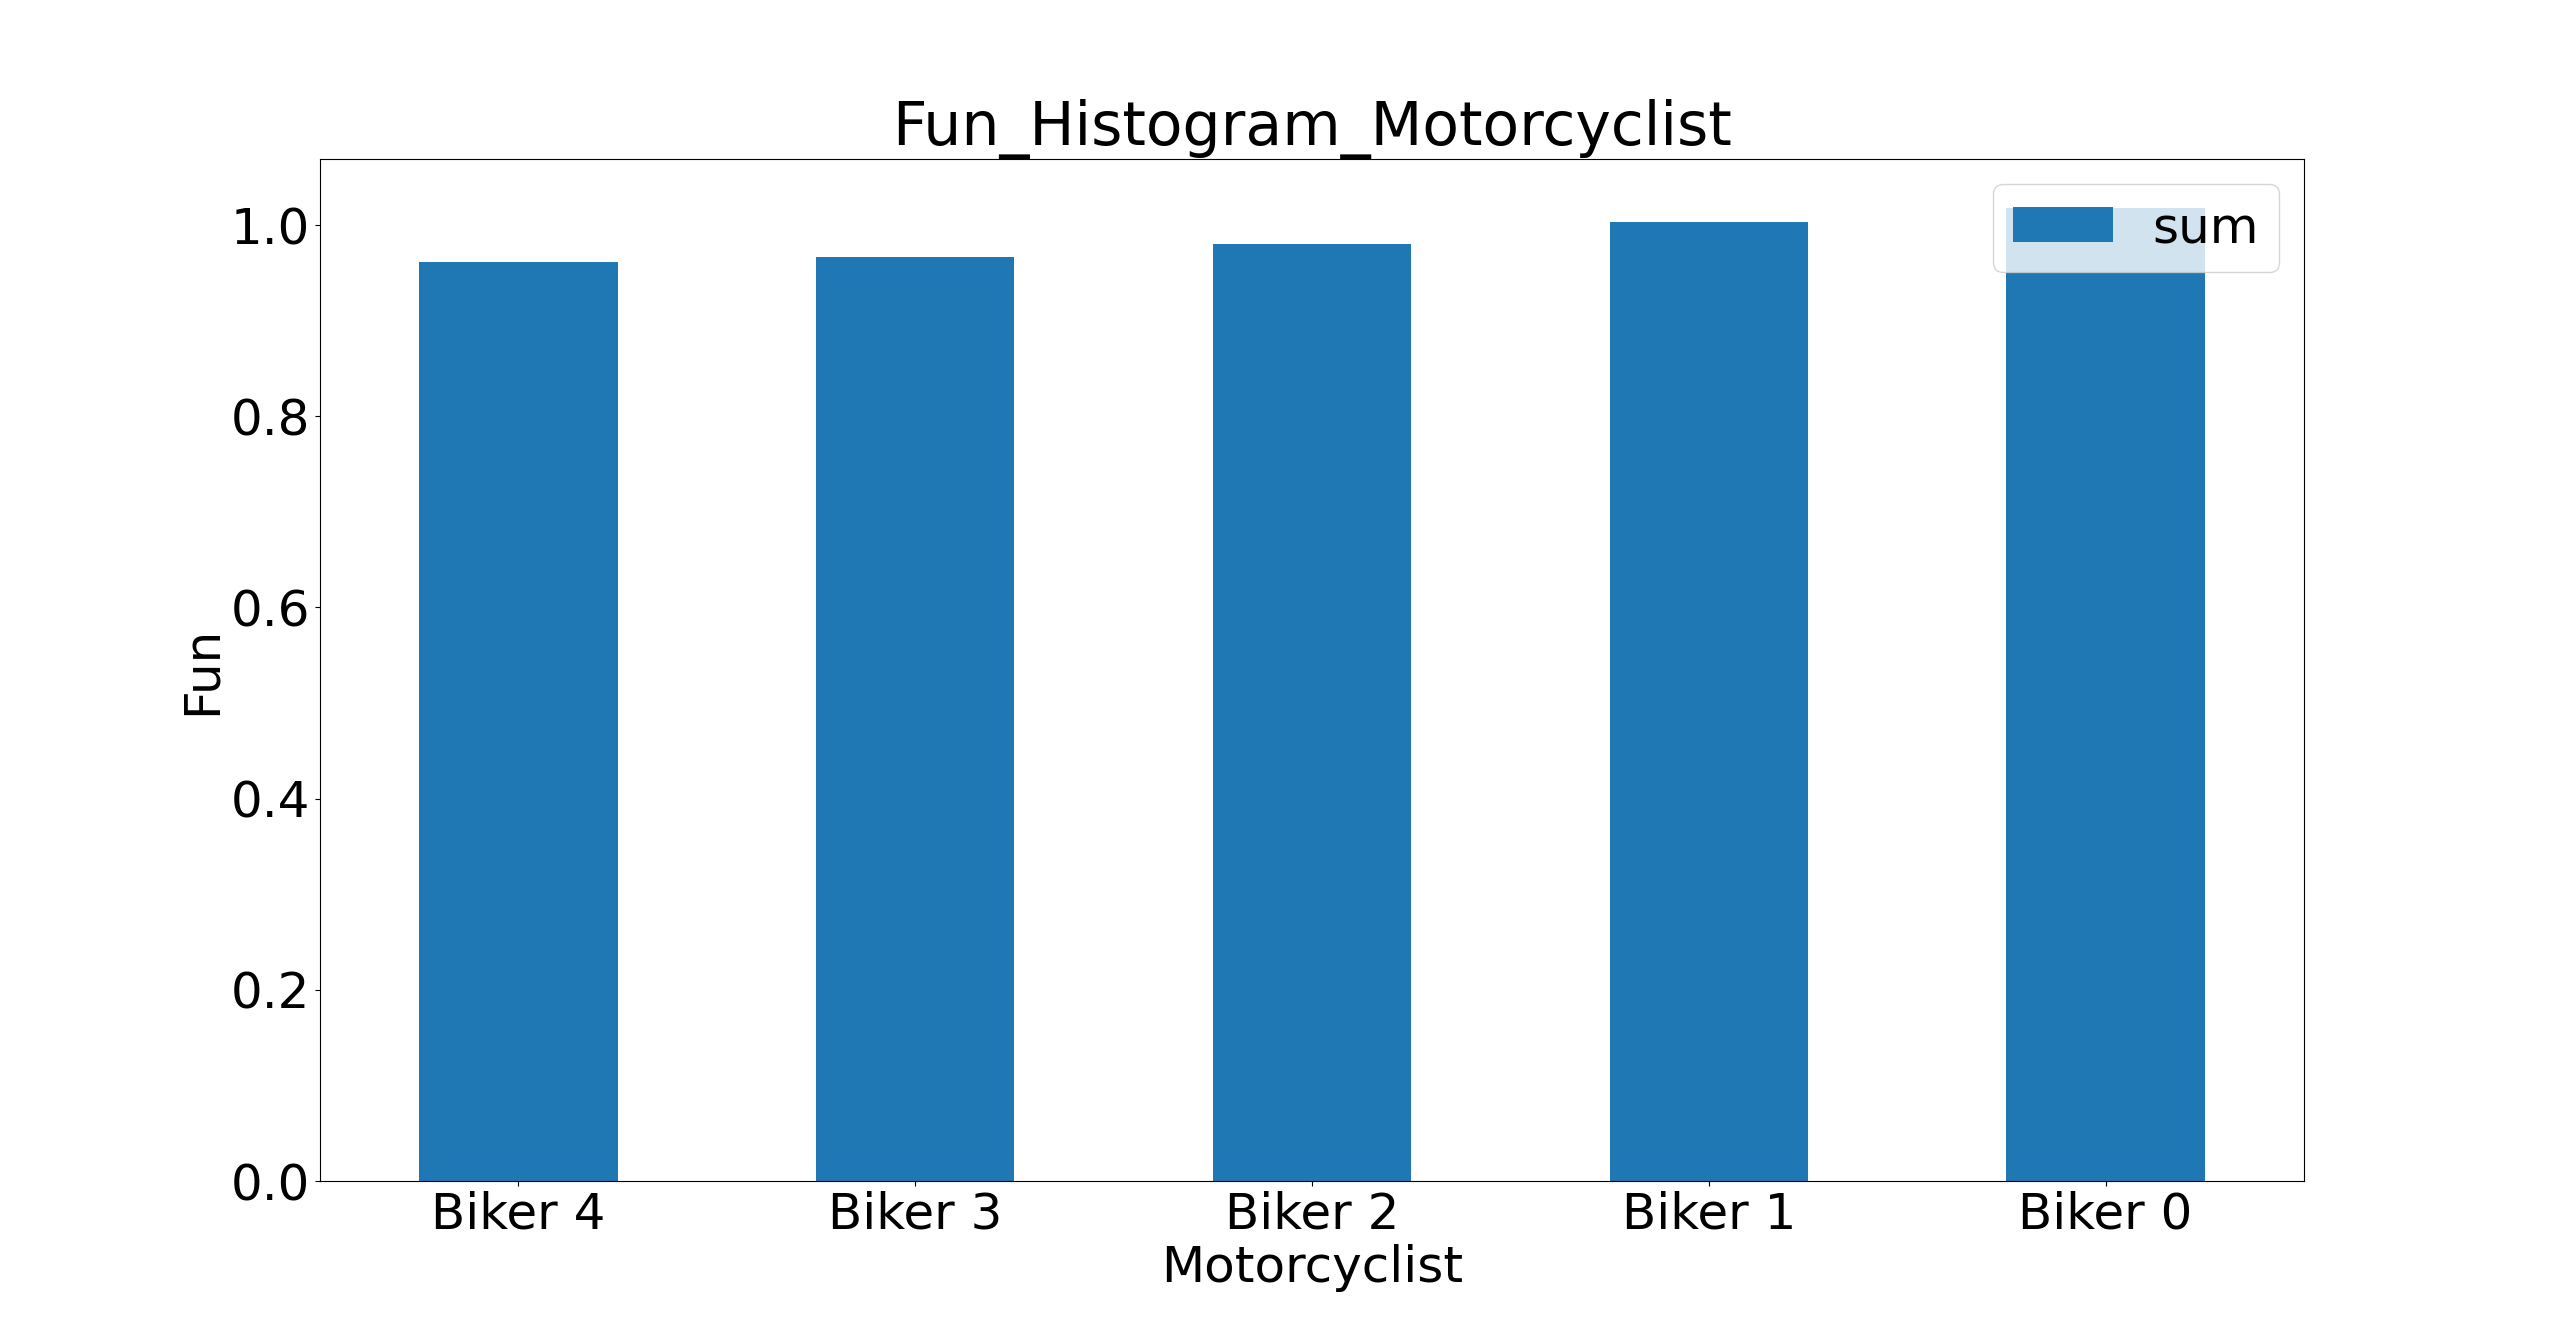 Fun_Histogram_Motorcyclist
sum
1.0
0.8
0.6
0.4
0.2
0.0
Fun
Biker 4 Biker 3 Biker 2 Biker 1 Biker 0
Motorcyclist